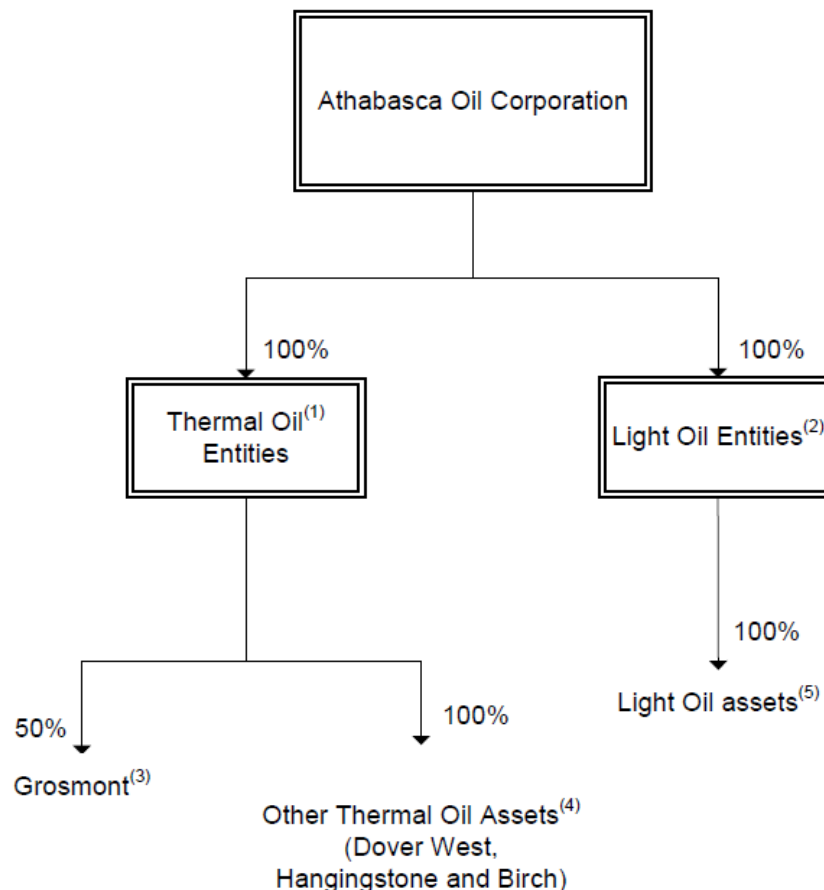 Athabasca Oil Corporation
100%
100%
Thermal Oil(1)
Entities
Light Oil Entities(2)
100%
50%
100%
Light Oil assets(5)
Grosmont(3)
Other Thermal Oil Assets(4)
(Dover West,
Hangingstone and Birch)